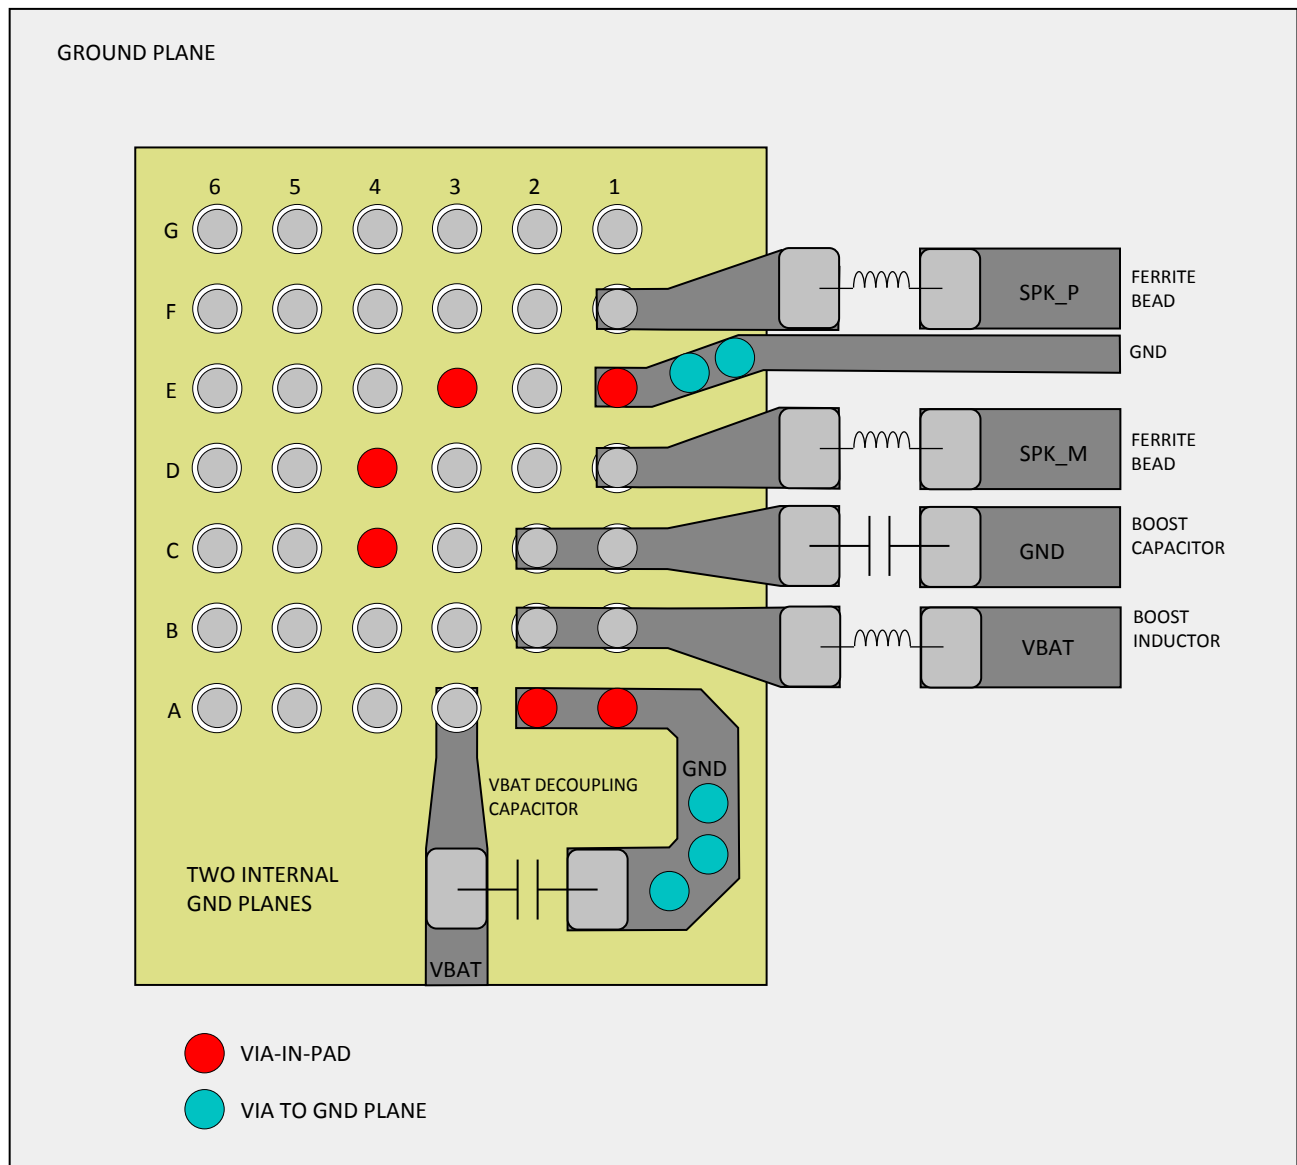 GROUND PLANE
6 5 4 3 2 1
G
F
E
D
C
B
A
SPK_P
FERRITE
BEAD
GND
SPK_M
FERRITE
BEAD
GND
BOOST
CAPACITOR
VBAT
BOOST
INDUCTOR
GND
VBAT DECOUPLING
CAPACITOR
TWO INTERNAL
GND PLANES
VBAT
VIA-IN-PAD
VIA TO GND PLANE